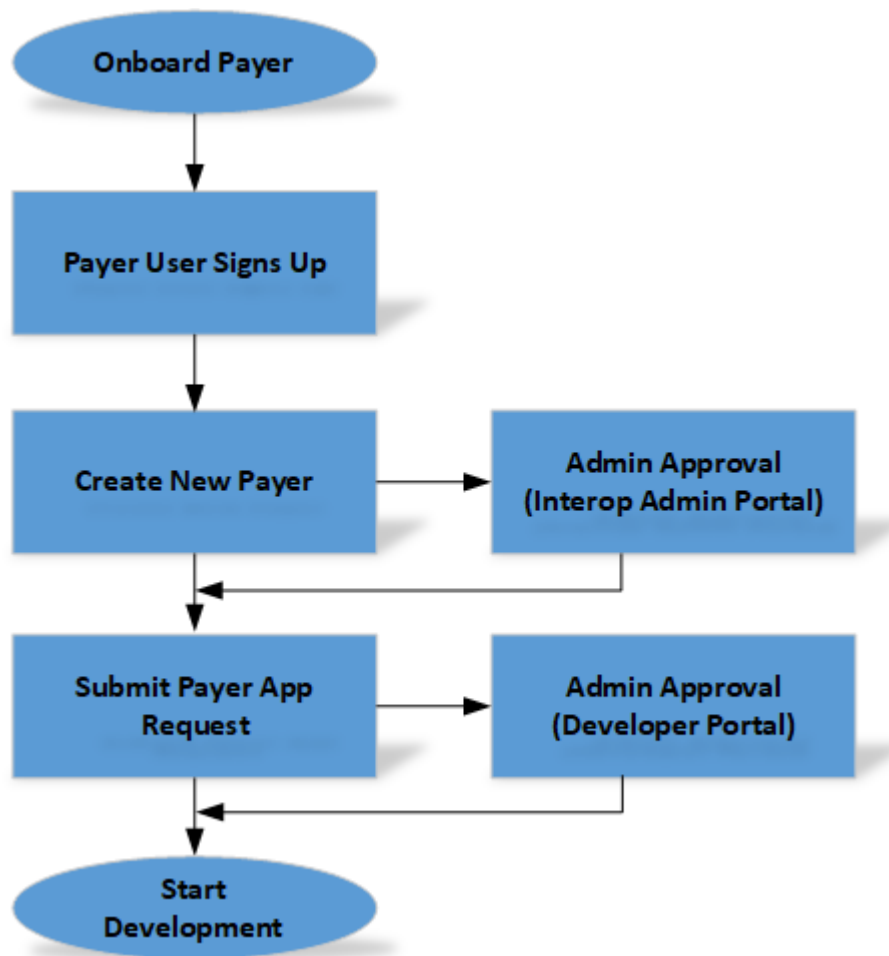 Onboard Payer
Payer User Signs Up
Create New Payer
Admin Approval
(Interop Admin Portal)
Submit Payer App
Request
Admin Approval
(Developer Portal)
Start
Development